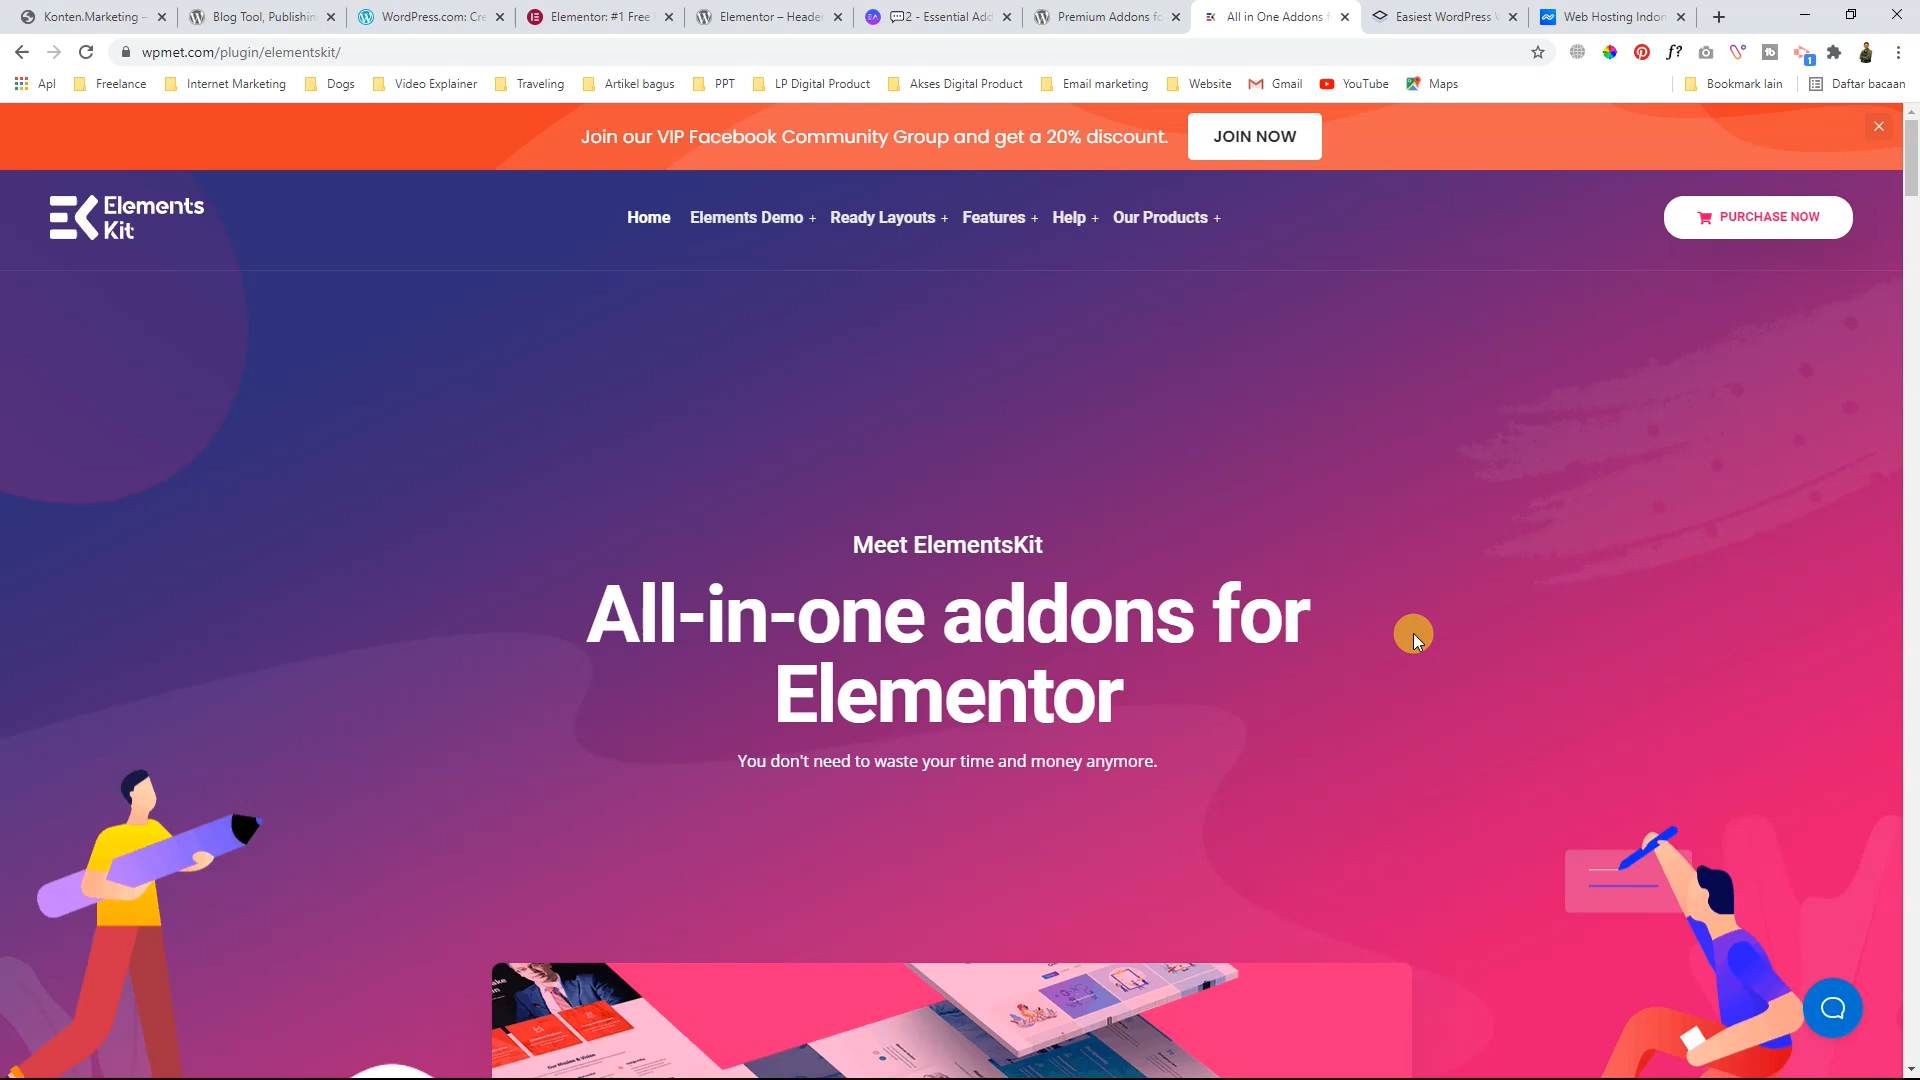 Konten.Marketing –
Blog Tool, Publishin
WordPress.com: Cre
Elementor: #1 Free
Elementor – Heade
2 - Essential Add
Premium Addons fo
All in One Addons f
Easiest WordPress
Web Hosting Indon
wpmet.com/plugin/elementskit/
Apl
Freelance
Internet Marketing
Dogs
Video Explainer
Traveling
Artikel bagus
PPT
LP Digital Product
Akses Digital Product
Email marketing
Website
Gmail
YouTube
Maps
Bookmark lain
Daftar bacaan
Join our VIP Facebook Community Group and get a 20% discount.
JOIN NOW
Elements
Kit
Home
Elements Demo +
Ready Layouts +
Features +
Help +
Our Products +
PURCHASE NOW
Meet ElementsKit
All-in-one addons for
Elementor
You don't need to waste your time and money anymore.